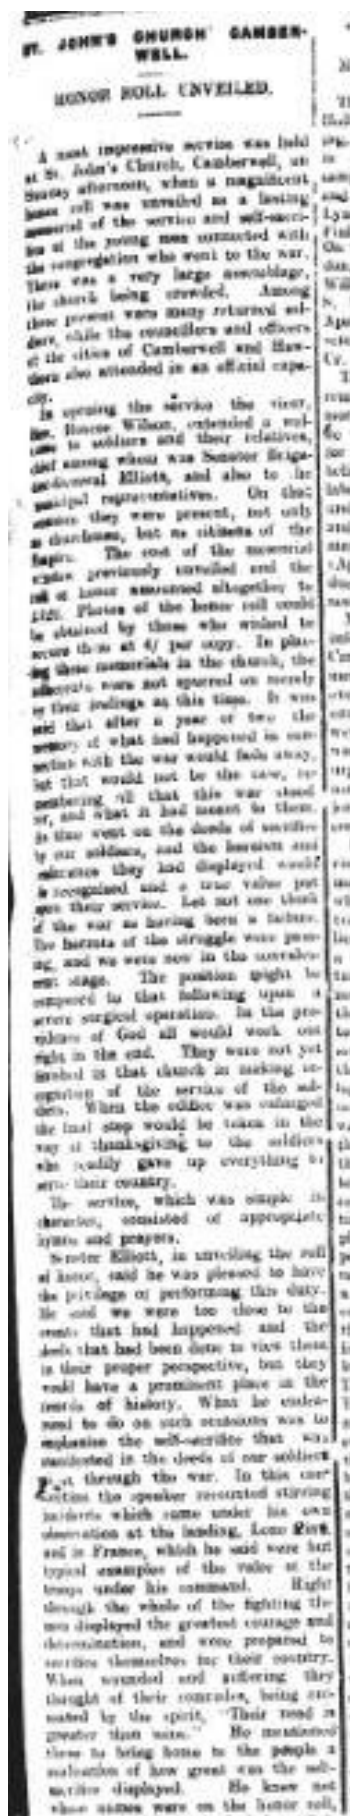 ST. JOHN'S CHURCH CAMBER-
WELL.
HONOR ROLL UNVEILED.
A most impressive service was held
at St. John's Church, Camberwell, on
Sunday afternoon, when a magnificent
honor roll was unveiled as a lasting
memorial of the service and self-sacri-
fice of the young men connected with
the congregation who went to the war.
There was a very large assemblage,
the church being crowded. Among
those present were many returned sol-
diers, while the councillors and officers
of the cities of Camberwell and Haw-
thorn also attended in an official capa-
city.
In opening the service the vicar,
Rev. Roscoe Wilson, extended a wel-
come to soldiers and their relatives,
chief among whom was Senator Briga-
dier-General Elliott, and also to the
municipal representatives. On that
occasion they were present, not only
as churchmen, but as citizens of the
Empire. The cost of the memorial
window previously unveiled and the
roll of honor amounted altogether to
Photos of the honor roll could
be obtained by those who wished to
secure them at 4/ per copy. In plac-
ing these memorials in the church, the
were not spurred on merely
by their feelings at this time. It was
said that after a year or two the
memory of what had happened in con-
nection with the war would fade away,
but that would not be the case, re-
membering all that this war stood
for, and what it had meant to them.
As time went on the deeds of sacrifice
by our soldiers, and the heroism and
endurance they had displayed would
be recognised and a true value put
upon their service. Let not one think
of the war as having been a failure.
The horrors of the struggle were pass-
ing, and we were now in the convales-
cent stage. The position might be
compared to that following upon a
severe surgical operation. In the pro-
vidence of God all would work out
right in the end. They were not yet
finished in that church in making re-
cognition of the service of the sol-
diers. When the edifice was enlarged
the final step would be taken in the
way of thanksgiving to the soldiers
who readily gave up everything to
serve their country.
The service, which was simple in
character, consisted of appropriate
hymns and prayers.
Senator Elliott, in unveiling the roll
of honor, said he was pleased to have
the privilege of performing this duty.
He said we were too close to the
events that had happened and the
deeds that had been done to view them
in their proper perspective, but they
would have a prominent place in the
records of history. What he endea-
vored to do on such occasions was to
emphasise the self-sacrifice that was
manifested in the deeds of our soldiers
right through the war. In this con-
nection the speaker recounted stirring
incidents which came under his own
observation at the landing, Lone Pine,
and in France, which he said were but
typical examples of the valor of the
troops under his command. Right
through the whole of the fighting the
men displayed the greatest courage and
determination, and were prepared to
sacrifice themselves for their country.
When wounded and suffering they
thought of their comrades, being ani-
mated by the spirit, "Their need is
greater than mine." He mentioned
these to bring home to the people a
realisation of how great was the self-
sacrifice displayed. He knew not
whose names were on the honor roll,